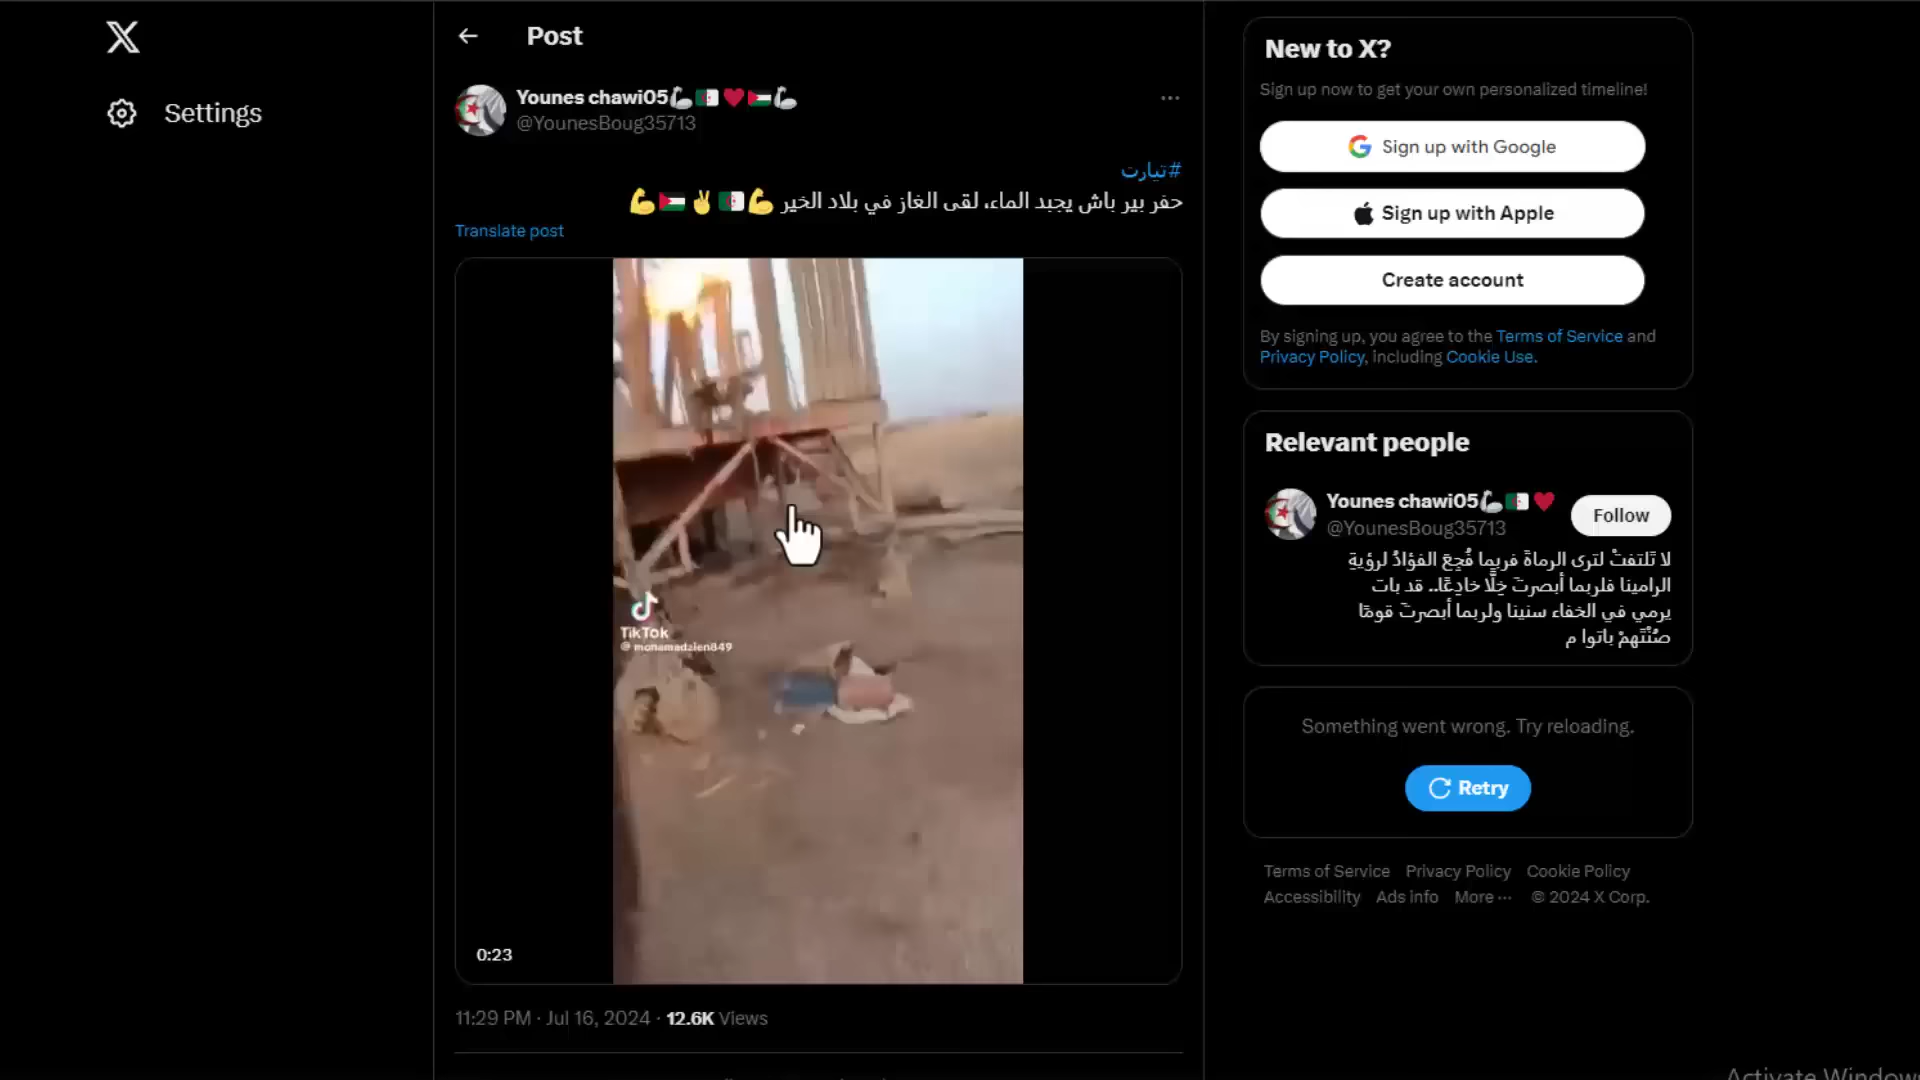 Settings
Post
Younes chawi05
@YounesBoug35713
#تيارت
حفر بير باش يجبد الماء، لقى الغاز في بلاد الخير
Translate post
TikTok
0:23
11:29 PM · Jul 16, 2024 · 12.6K Views
New to X?
Sign up now to get your own personalized timeline!
Sign up with Google
Sign up with Apple
Create account
By signing up, you agree to the Terms of Service and
Privacy Policy, including Cookie Use.
Relevant people
Younes chawi05
@YounesBoug35713
Follow
لا تَلتفتْ لترى الرماةَ فربما فُجِعَ الفؤادُ لرؤيةِ
الرامينا فلربما أبصرتَ خِلًّا خادِعًا.. قد بات
يرمي في الخفاء سنينا ولربما أبصرتَ قومًا
صُنْتَهمْ باتوا م
Something went wrong. Try reloading.
Retry
Terms of Service Privacy Policy Cookie Policy
Accessibility Ads info More ··· © 2024 X Corp.